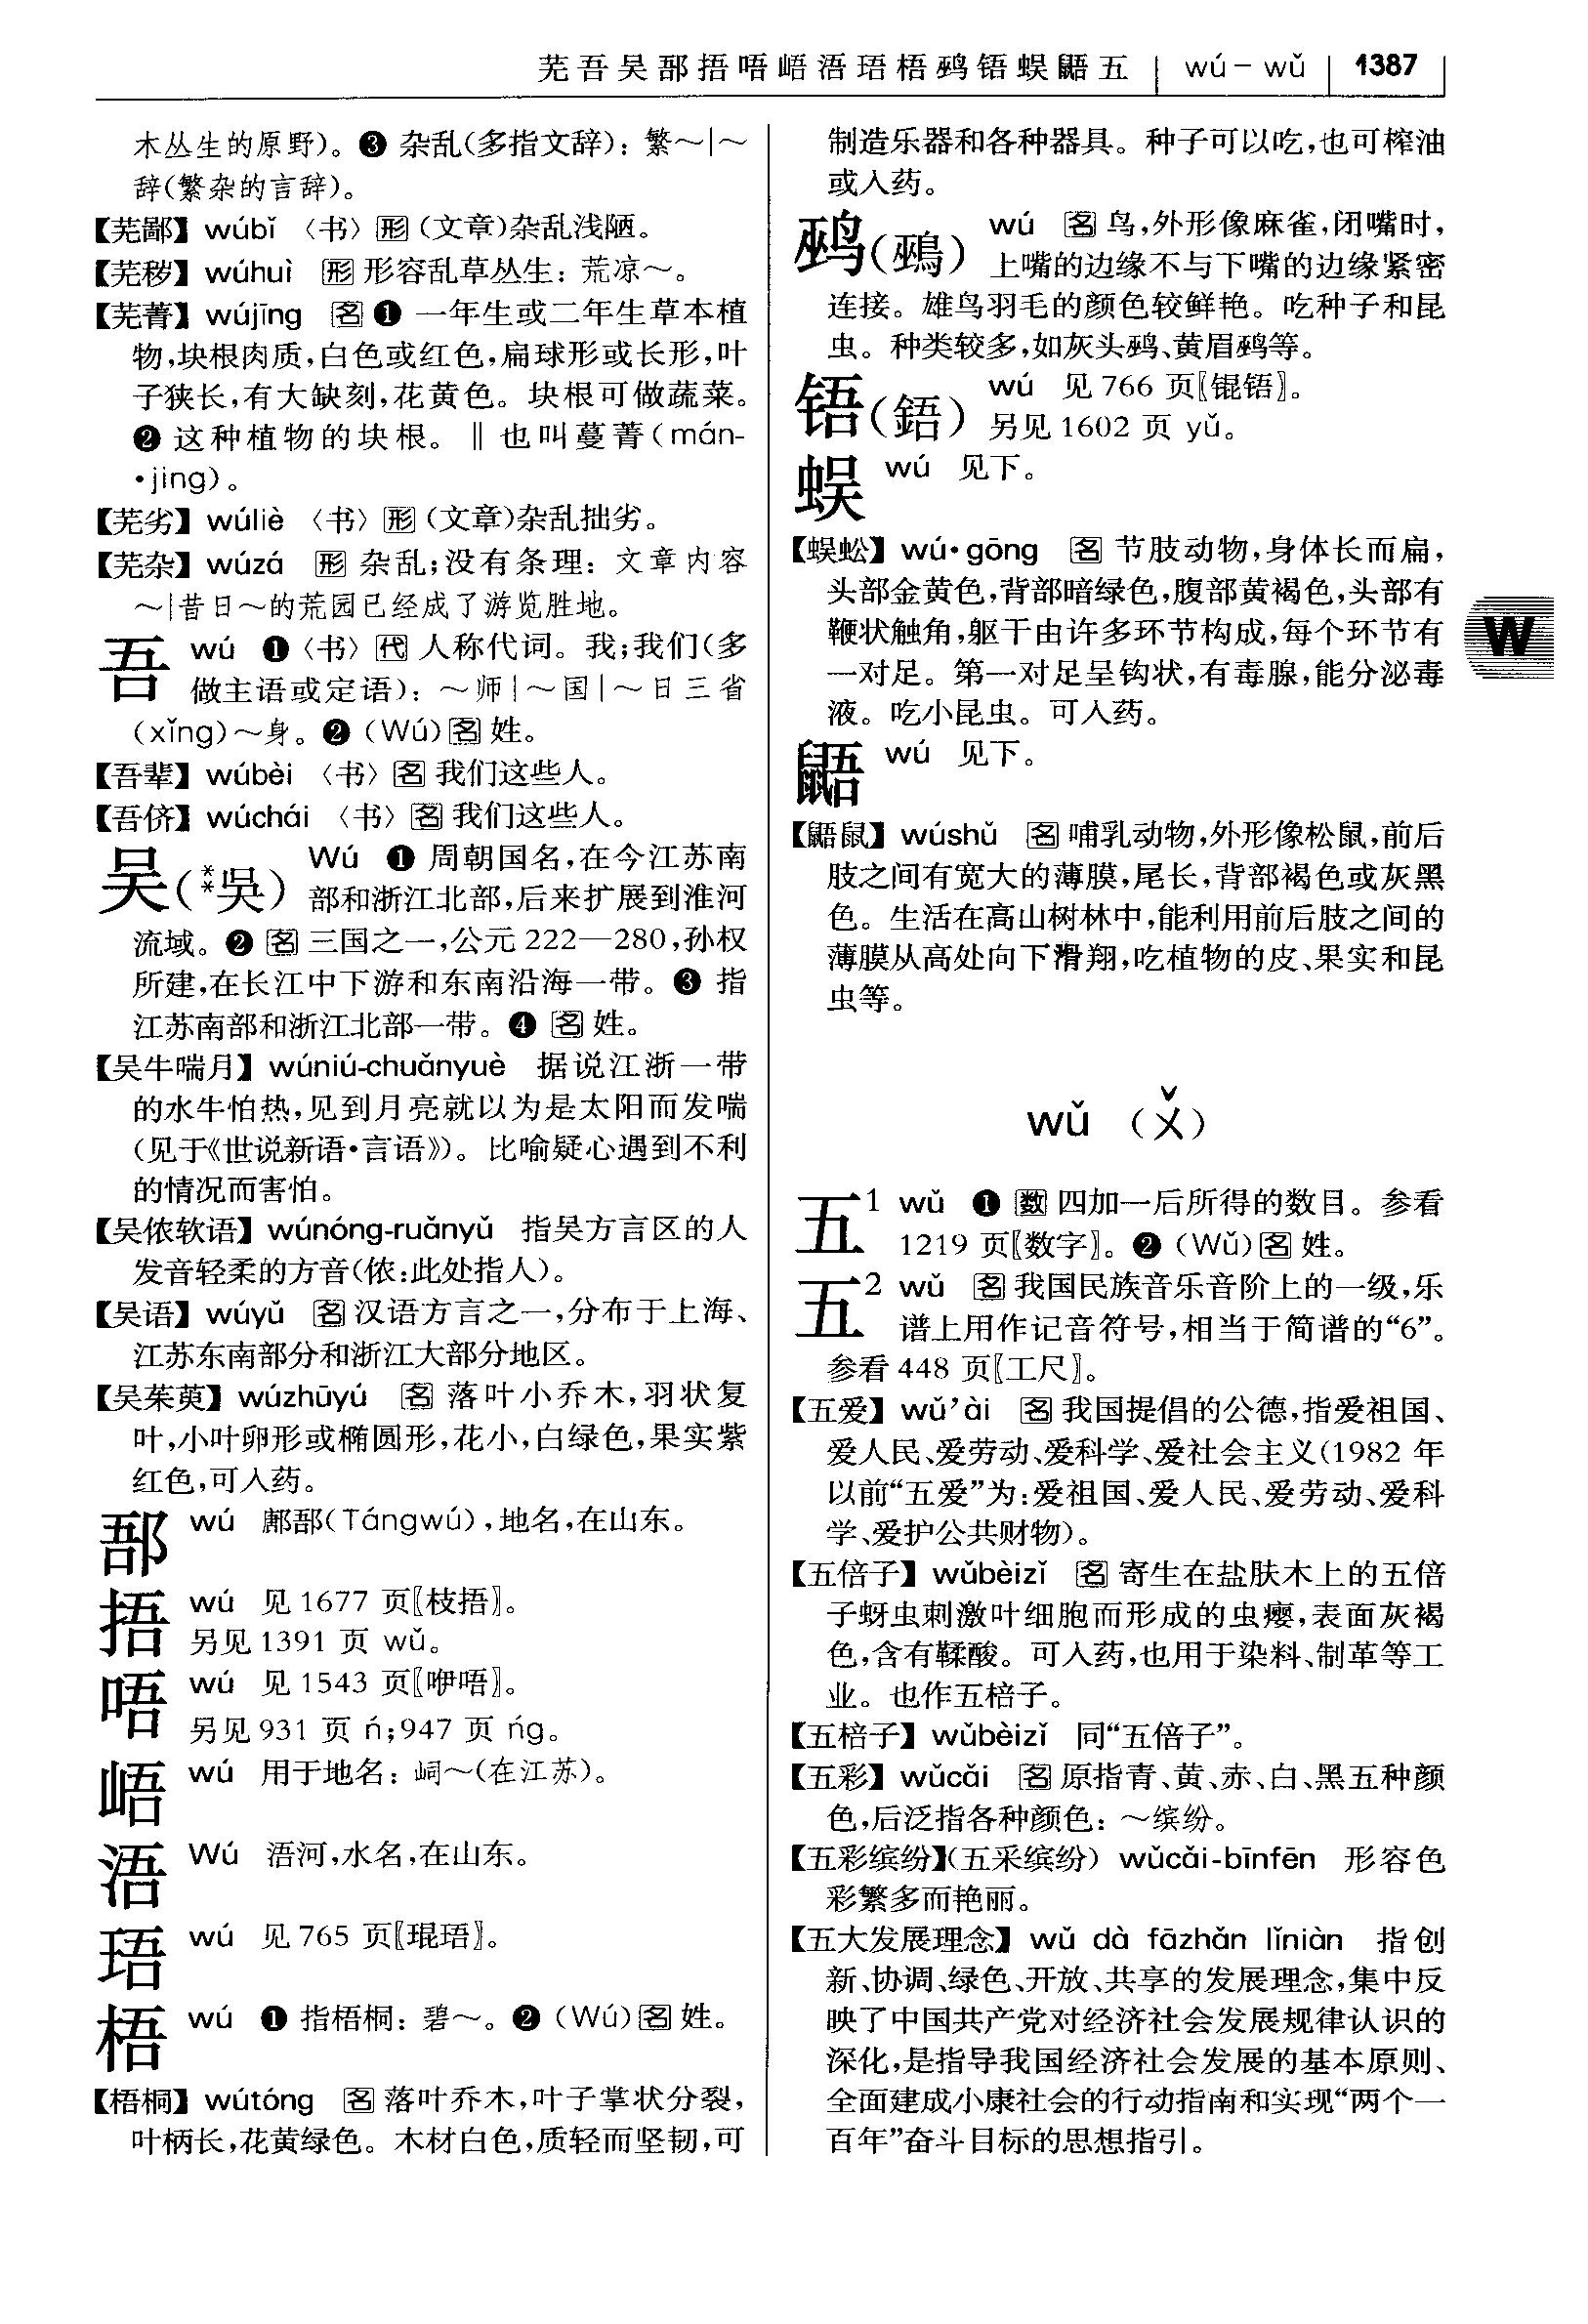 芜吾吴郚捂唔峿浯珸梧鹀铻蜈鼯五 wú－wǔ 1387
木丛生的原野)。❸ 杂乱(多指文辞)：繁～|～
辞(繁杂的言辞)。
【芜鄙】wúbǐ 〈书〉形 (文章)杂乱浅陋。
【芜秽】wúhuì 形 形容乱草丛生：荒凉～。
【芜菁】wújīng 名 ❶ 一年生或二年生草本植
物,块根肉质,白色或红色,扁球形或长形,叶
子狭长,有大缺刻,花黄色。块根可做蔬菜。
❷ 这种植物的块根。‖也叫蔓菁(mán-
•jing)。
【芜劣】wúliè 〈书〉形 (文章)杂乱拙劣。
【芜杂】wúzá 形 杂乱;没有条理：文章内容
～|昔日～的荒园已经成了游览胜地。
吾 wú ❶〈书〉代 人称代词。我;我们(多
做主语或定语)：～师|～国|～日三省
(xǐng)～身。❷ (Wú)名 姓。
【吾辈】wúbèi 〈书〉名 我们这些人。
【吾侪】wúchái 〈书〉名 我们这些人。
吴(**吳) Wú ❶ 周朝国名,在今江苏南
部和浙江北部,后来扩展到淮河
流域。❷ 名 三国之一,公元222—280,孙权
所建,在长江中下游和东南沿海一带。❸ 指
江苏南部和浙江北部一带。❹ 名 姓。
【吴牛喘月】wúniú-chuǎnyuè 据说江浙一带
的水牛怕热,见到月亮就以为是太阳而发喘
(见于《世说新语•言语》)。比喻疑心遇到不利
的情况而害怕。
【吴侬软语】wúnóng-ruǎnyǔ 指吴方言区的人
发音轻柔的方音(侬:此处指人)。
【吴语】wúyǔ 名 汉语方言之一,分布于上海、
江苏东南部分和浙江大部分地区。
【吴茱萸】wúzhūyú 名 落叶小乔木,羽状复
叶,小叶卵形或椭圆形,花小,白绿色,果实紫
红色,可入药。
郚 wú 鄌郚(Tángwú),地名,在山东。
捂 wú 见1677 页〖枝捂〗。
另见1391 页 wǔ。
唔 wú 见1543 页〖咿唔〗。
另见931 页 ń;947 页 ńg。
峿 wú 用于地名：峒～(在江苏)。
浯 Wú 浯河,水名,在山东。
珸 wú 见765 页〖琨珸〗。
梧 wú ❶ 指梧桐：碧～。❷ (Wú)名 姓。
【梧桐】wútóng 名 落叶乔木,叶子掌状分裂,
叶柄长,花黄绿色。木材白色,质轻而坚韧,可
制造乐器和各种器具。种子可以吃,也可榨油
或入药。
鹀(鵐) wú 名 鸟,外形像麻雀,闭嘴时,
上嘴的边缘不与下嘴的边缘紧密
连接。雄鸟羽毛的颜色较鲜艳。吃种子和昆
虫。种类较多,如灰头鹀、黄眉鹀等。
铻(鋙) wú 见766 页〖锟铻〗。
另见1602 页 yǔ。
蜈 wú 见下。
【蜈蚣】wú•gōng 名 节肢动物,身体长而扁,
头部金黄色,背部暗绿色,腹部黄褐色,头部有
鞭状触角,躯干由许多环节构成,每个环节有
一对足。第一对足呈钩状,有毒腺,能分泌毒
液。吃小昆虫。可入药。
W
鼯 wú 见下。
【鼯鼠】wúshǔ 名 哺乳动物,外形像松鼠,前后
肢之间有宽大的薄膜,尾长,背部褐色或灰黑
色。生活在高山树林中,能利用前后肢之间的
薄膜从高处向下滑翔,吃植物的皮、果实和昆
虫等。
wǔ (ㄨˇ)
五1 wǔ ❶ 数 四加一后所得的数目。参看
1219 页〖数字〗。❷ (Wǔ)名 姓。
五2 wǔ 名 我国民族音乐音阶上的一级,乐
谱上用作记音符号,相当于简谱的“6”。
参看448 页〖工尺〗。
【五爱】wǔ’ài 名 我国提倡的公德,指爱祖国、
爱人民、爱劳动、爱科学、爱社会主义(1982 年
以前“五爱”为:爱祖国、爱人民、爱劳动、爱科
学、爱护公共财物)。
【五倍子】wǔbèizǐ 名 寄生在盐肤木上的五倍
子蚜虫刺激叶细胞而形成的虫瘿,表面灰褐
色,含有鞣酸。可入药,也用于染料、制革等工
业。也作五棓子。
【五棓子】wǔbèizǐ 同“五倍子”。
【五彩】wǔcǎi 名 原指青、黄、赤、白、黑五种颜
色,后泛指各种颜色：～缤纷。
【五彩缤纷】(五采缤纷) wǔcǎi-bīnfēn 形容色
彩繁多而艳丽。
【五大发展理念】wǔ dà fāzhǎn lǐniàn 指创
新、协调、绿色、开放、共享的发展理念,集中反
映了中国共产党对经济社会发展规律认识的
深化,是指导我国经济社会发展的基本原则、
全面建成小康社会的行动指南和实现“两个一
百年”奋斗目标的思想指引。